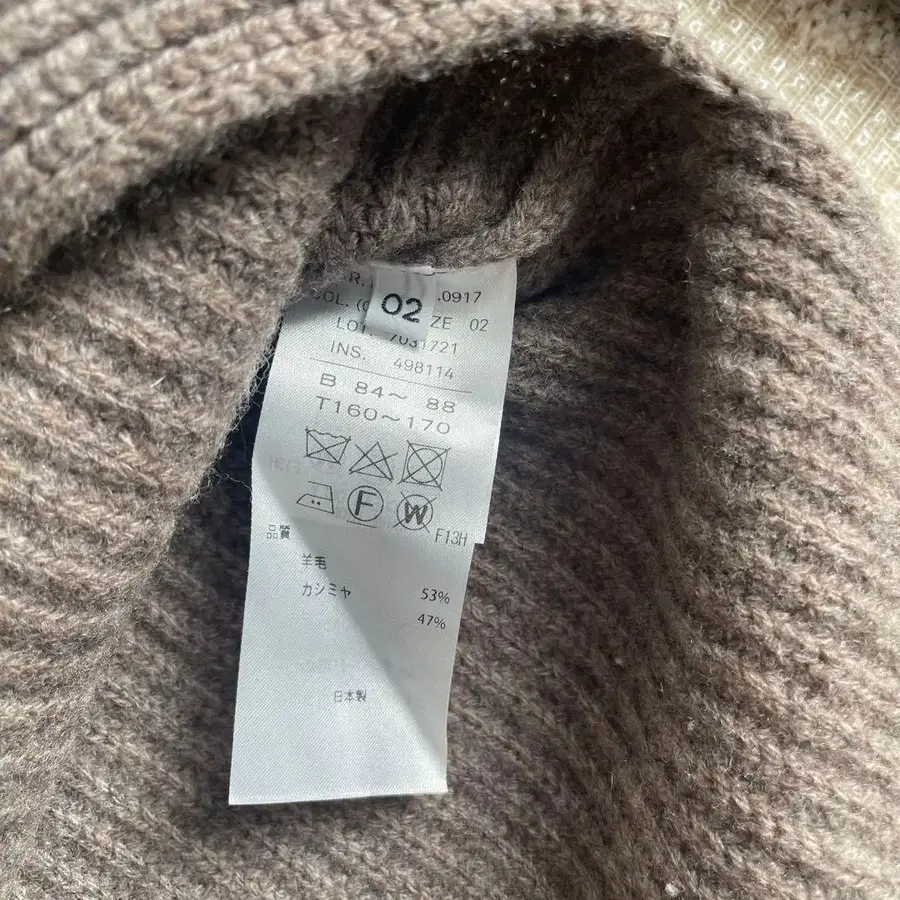 R. .0917
COL. (0 ZE 02
02
LOT. 7031721
INS. 498114
B 84～ 88
T160～170
F W
F13H
品質
羊毛 53%
カシミヤ 47%
日本製